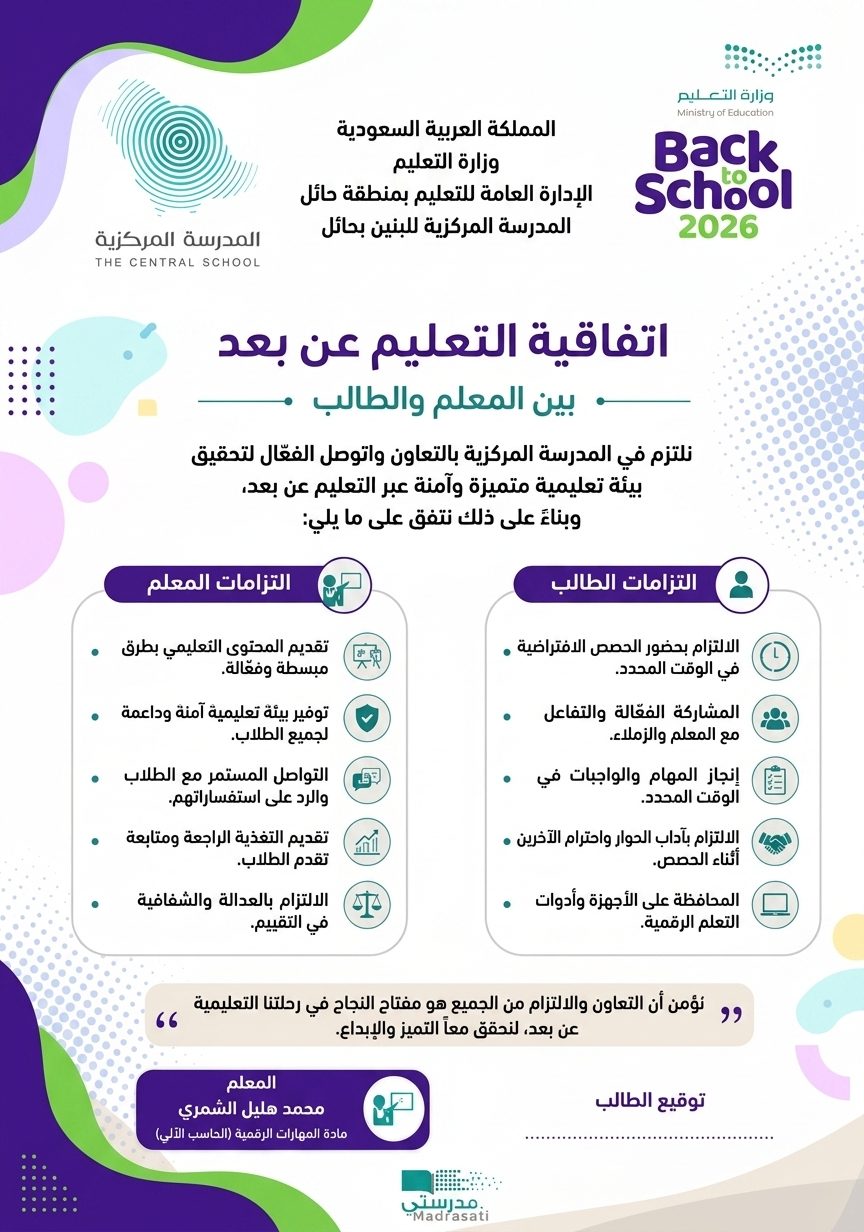 المملكة العربية السعودية
وزارة التعليم
الإدارة العامة للتعليم بمنطقة حائل
المدرسة المركزية للبنين بحائل
وزارة التعـــليم
Ministry of Education
Back
to
School
2026
المدرسة المركزية
THE CENTRAL SCHOOL
اتفاقية التعليم عن بعد
بين المعلم والطالب
نلتزم في المدرسة المركزية بالتعاون واتوصل الفعّال لتحقيق
بيئة تعليمية متميزة وآمنة عبر التعليم عن بعد،
وبناءً على ذلك نتفق على ما يلي:
التزامات الطالب
الالتزام بحضور الحصص الافتراضية
في الوقت المحدد.
المشاركة الفعّالة والتفاعل
مع المعلم والزملاء.
إنجاز المهام والواجبات في
الوقت المحدد.
الالتزام بآداب الحوار واحترام الآخرين
أثناء الحصص.
المحافظة على الأجهزة وأدوات
التعلم الرقمية.
التزامات المعلم
تقديم المحتوى التعليمي بطرق
مبسطة وفعّالة.
توفير بيئة تعليمية آمنة وداعمة
لجميع الطلاب.
التواصل المستمر مع الطلاب
والرد على استفساراتهم.
تقديم التغذية الراجعة ومتابعة
تقدم الطلاب.
الالتزام بالعدالة والشفافية
في التقييم.
" نؤمن أن التعاون والالتزام من الجميع هو مفتاح النجاح في رحلتنا التعليمية
عن بعد، لنحقق معاً التميز والإبداع. "
توقيع الطالب
........................................
المعلم
محمد هليل الشمري
مادة المهارات الرقمية (الحاسب الآلي)
مدرستي
Madrasati